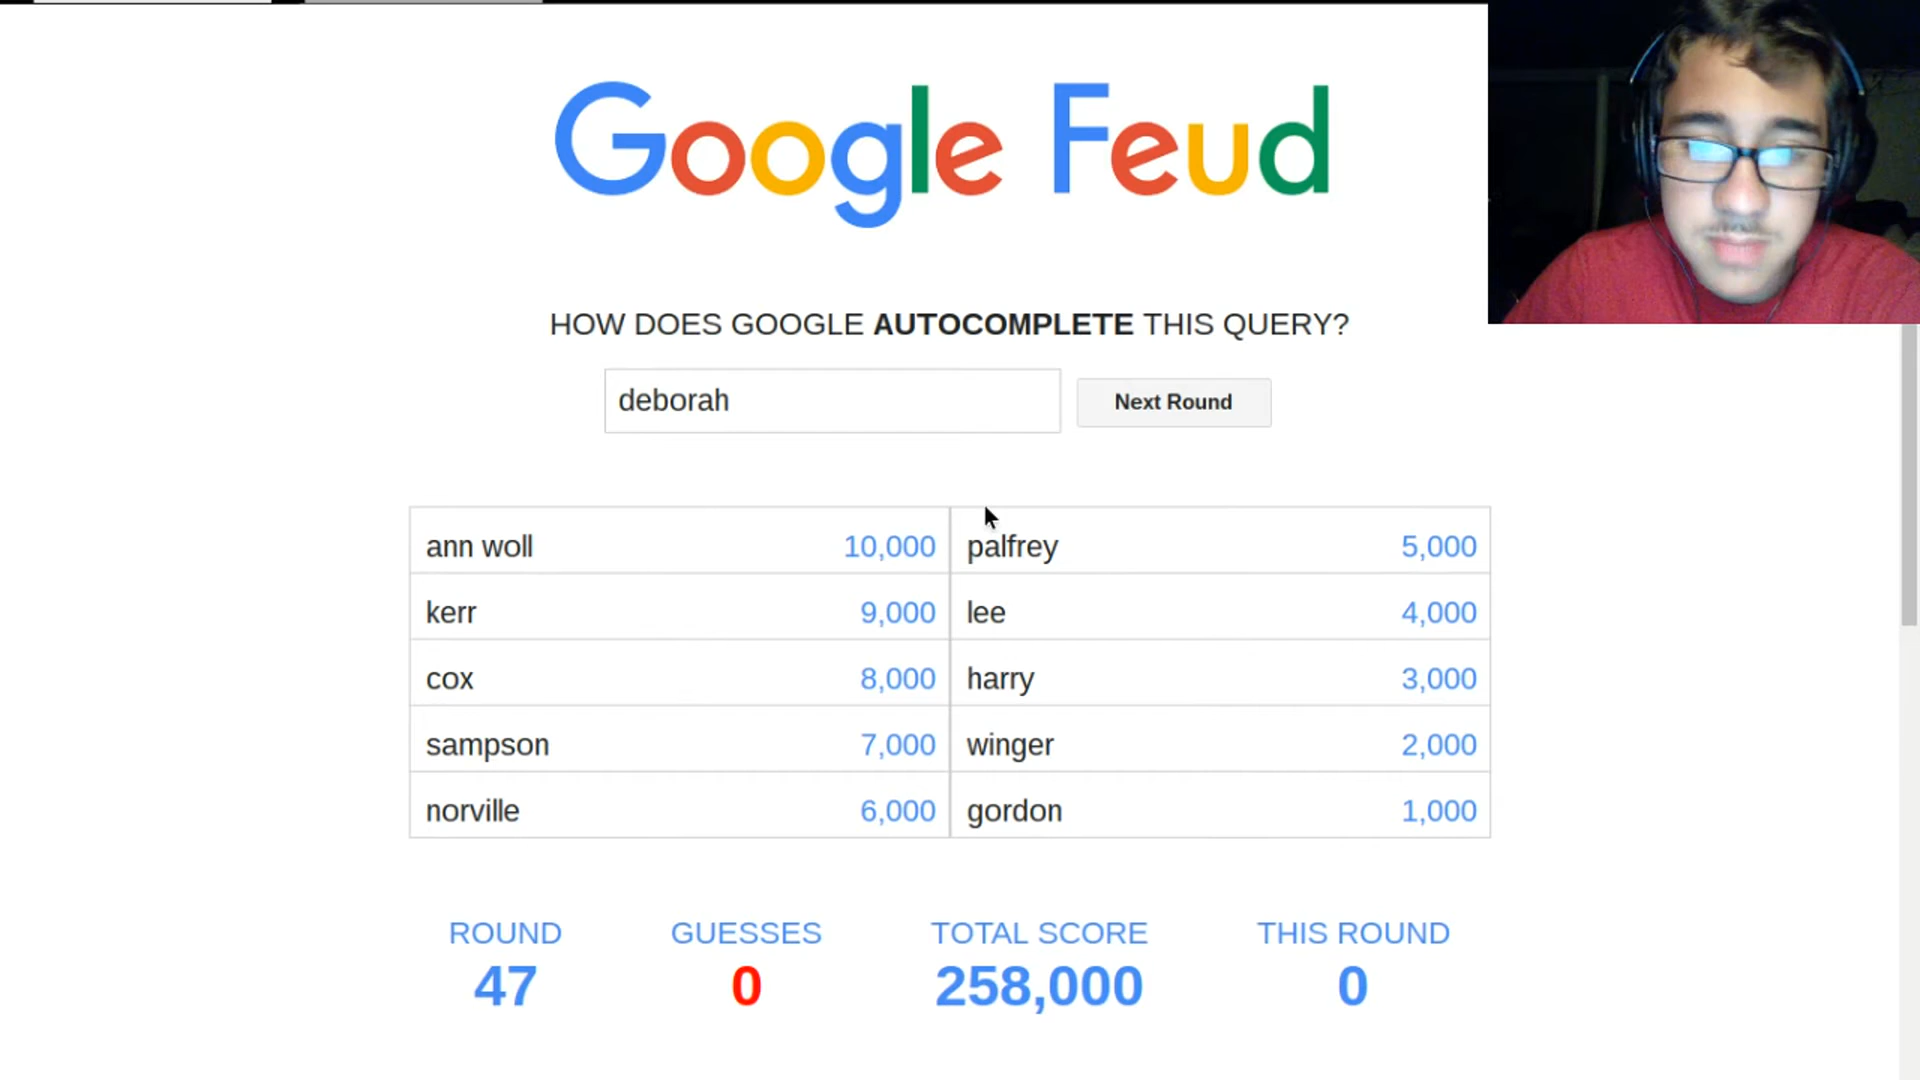 Google Feud
HOW DOES GOOGLE AUTOCOMPLETE THIS QUERY?
deborah
Next Round
ann woll 10,000
palfrey 5,000
kerr 9,000
lee 4,000
cox 8,000
harry 3,000
sampson 7,000
winger 2,000
norville 6,000
gordon 1,000
ROUND GUESSES TOTAL SCORE THIS ROUND
47 0 258,000 0